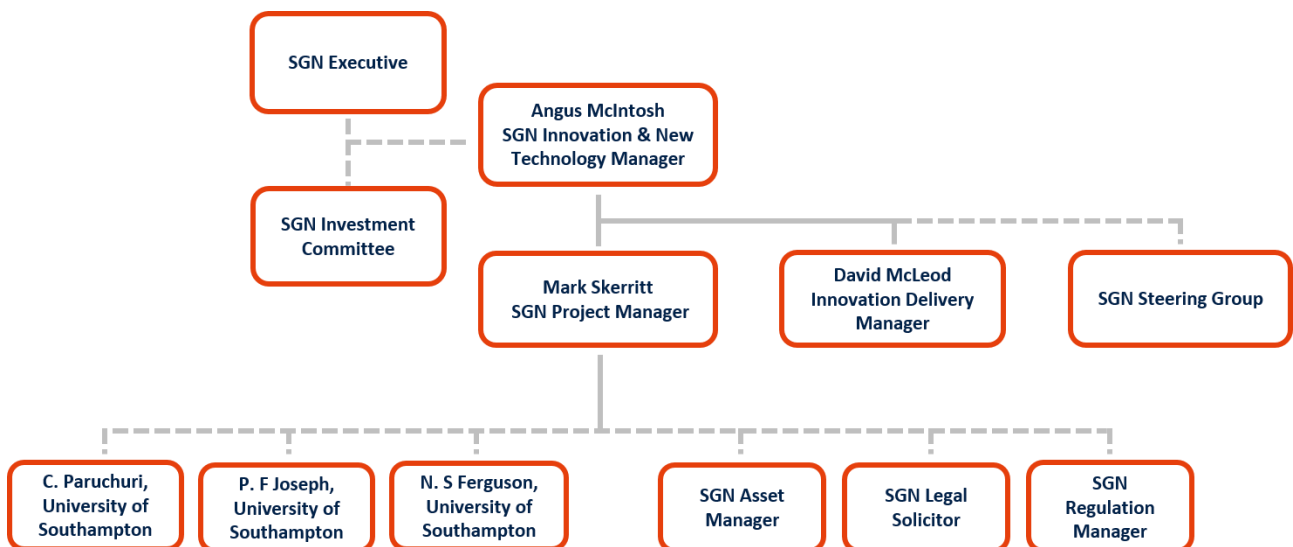 SGN Executive
Angus McIntosh
SGN Innovation & New
Technology Manager
SGN Investment
Committee
Mark Skerritt
SGN Project Manager
David McLeod
Innovation Delivery
Manager
SGN Steering Group
C. Paruchuri,
University of
Southampton
P. F Joseph,
University of
Southampton
N. S Ferguson,
University of
Southampton
SGN Asset
Manager
SGN Legal
Solicitor
SGN
Regulation
Manager